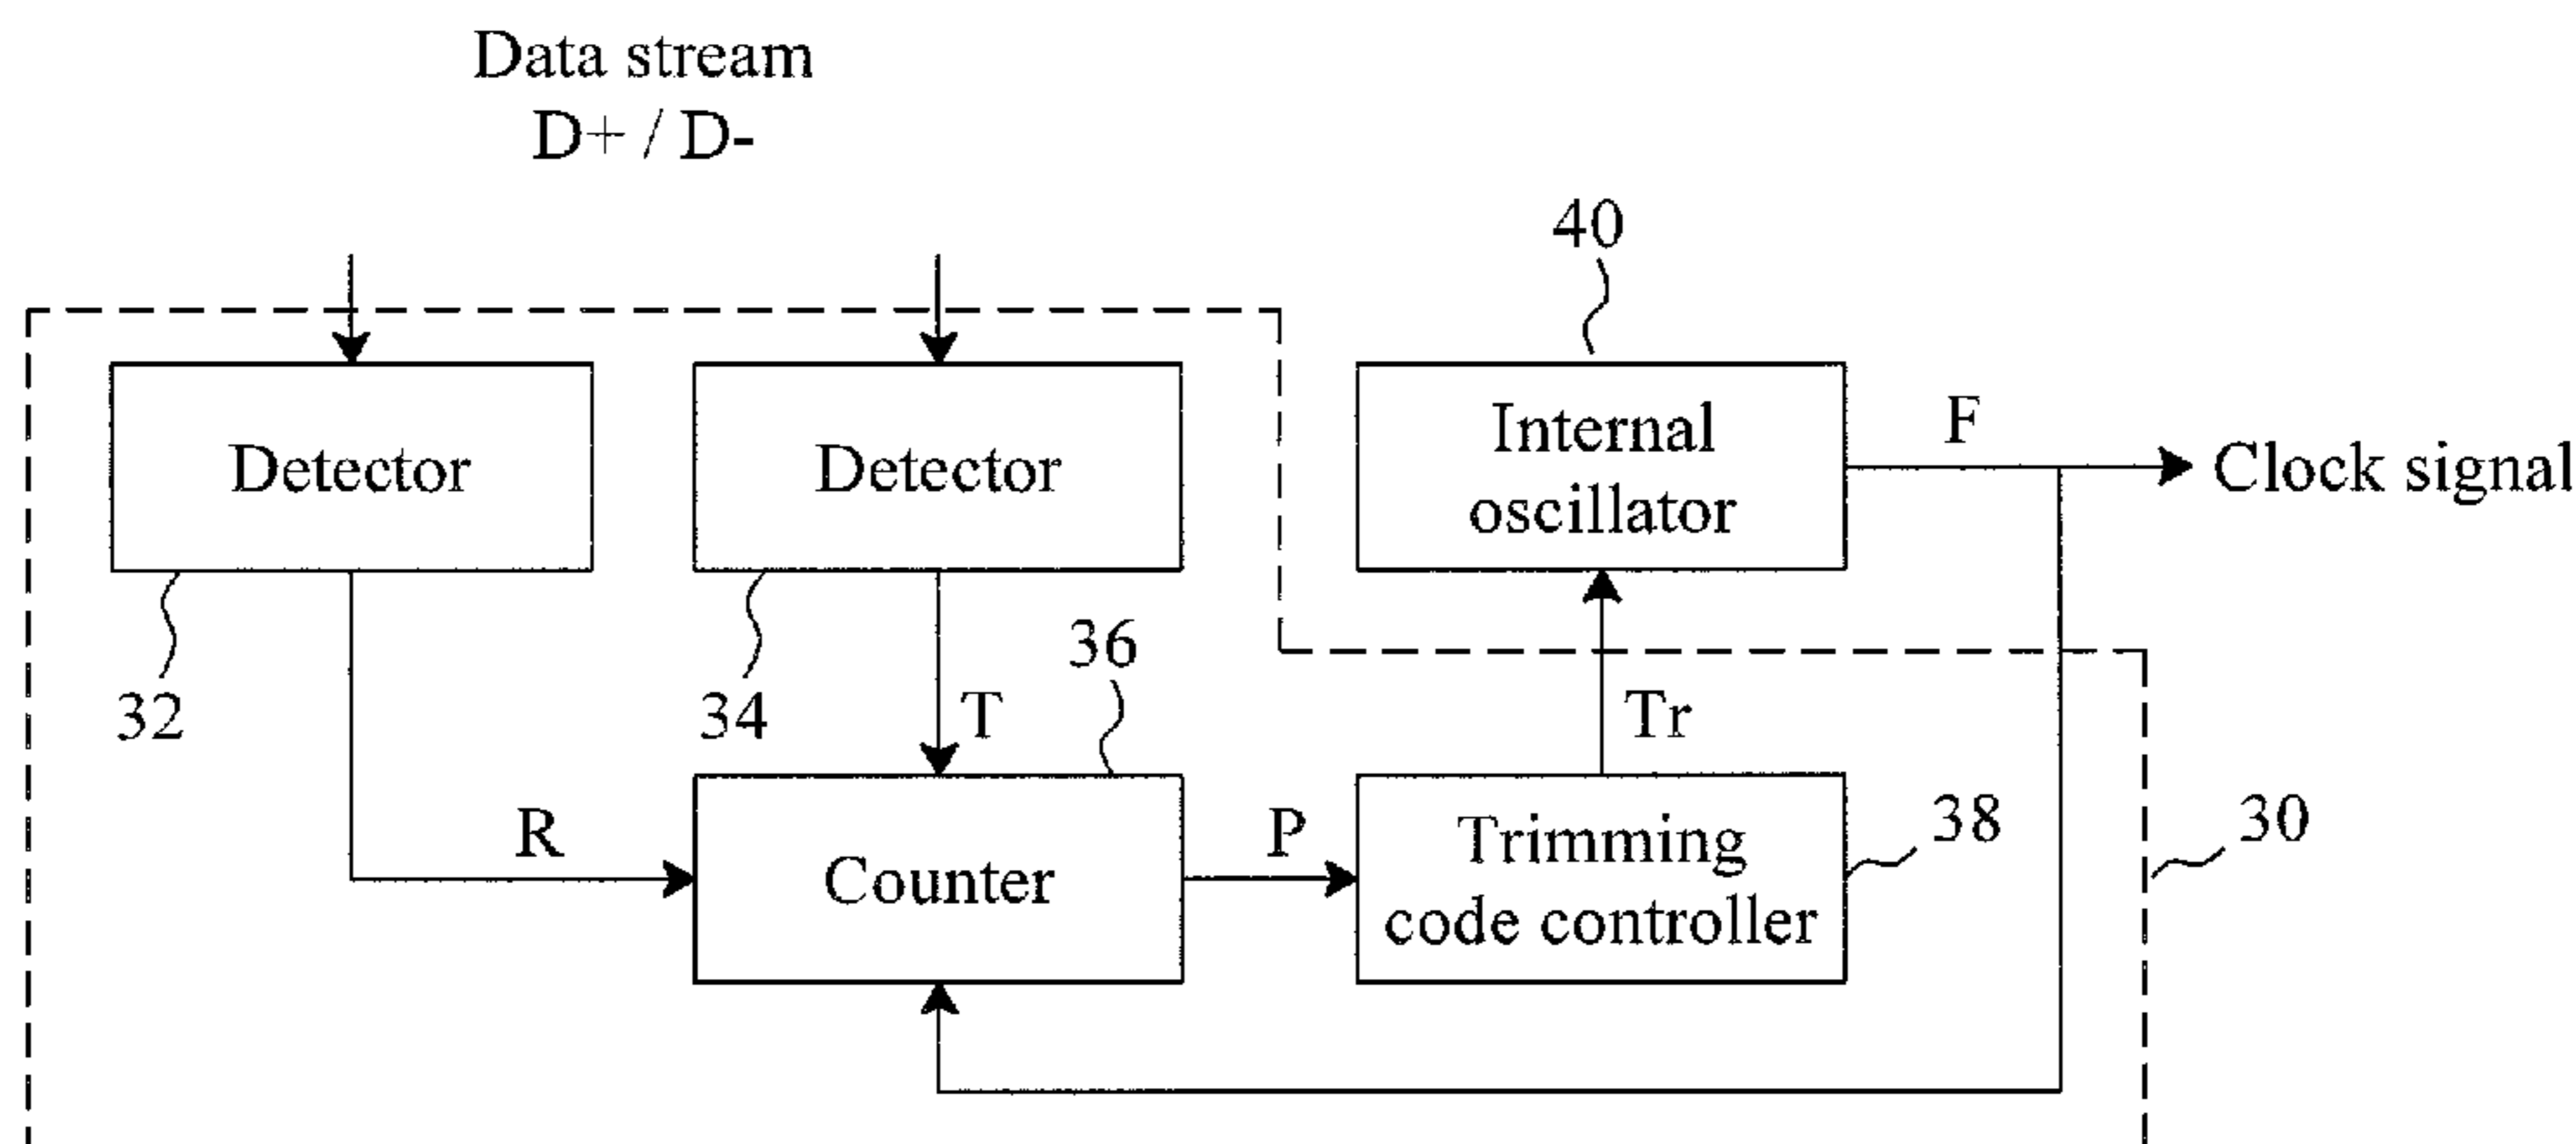 Data stream
D+ / D-
40
Detector
Detector
Internal
oscillator
F
Clock signal
32
34
T
36
Tr
R
Counter
P
Trimming
code controller
38
30